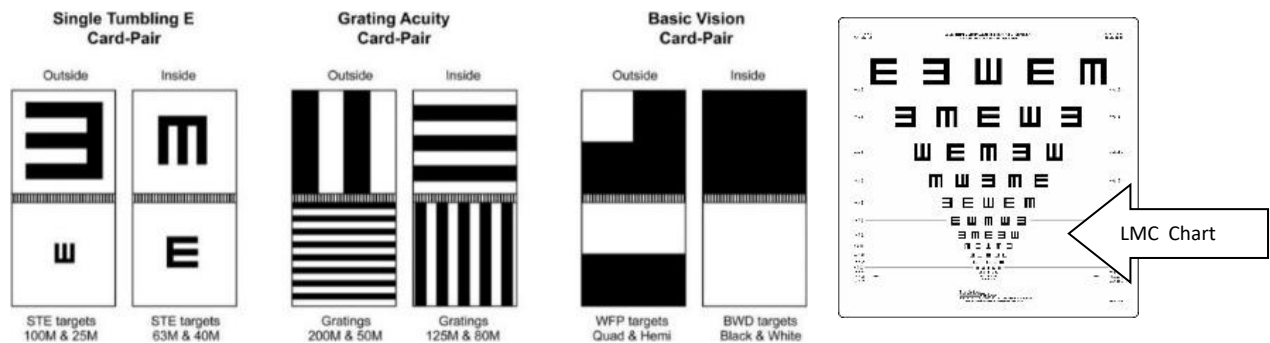 Single Tumbling E
Card-Pair
Outside Inside
STE targets
100M & 25M
STE targets
63M & 40M
Grating Acuity
Card-Pair
Outside Inside
Gratings
200M & 50M
Gratings
125M & 80M
Basic Vision
Card-Pair
Outside Inside
WFP targets
Quad & Hemi
BWD targets
Black & White
LMC Chart